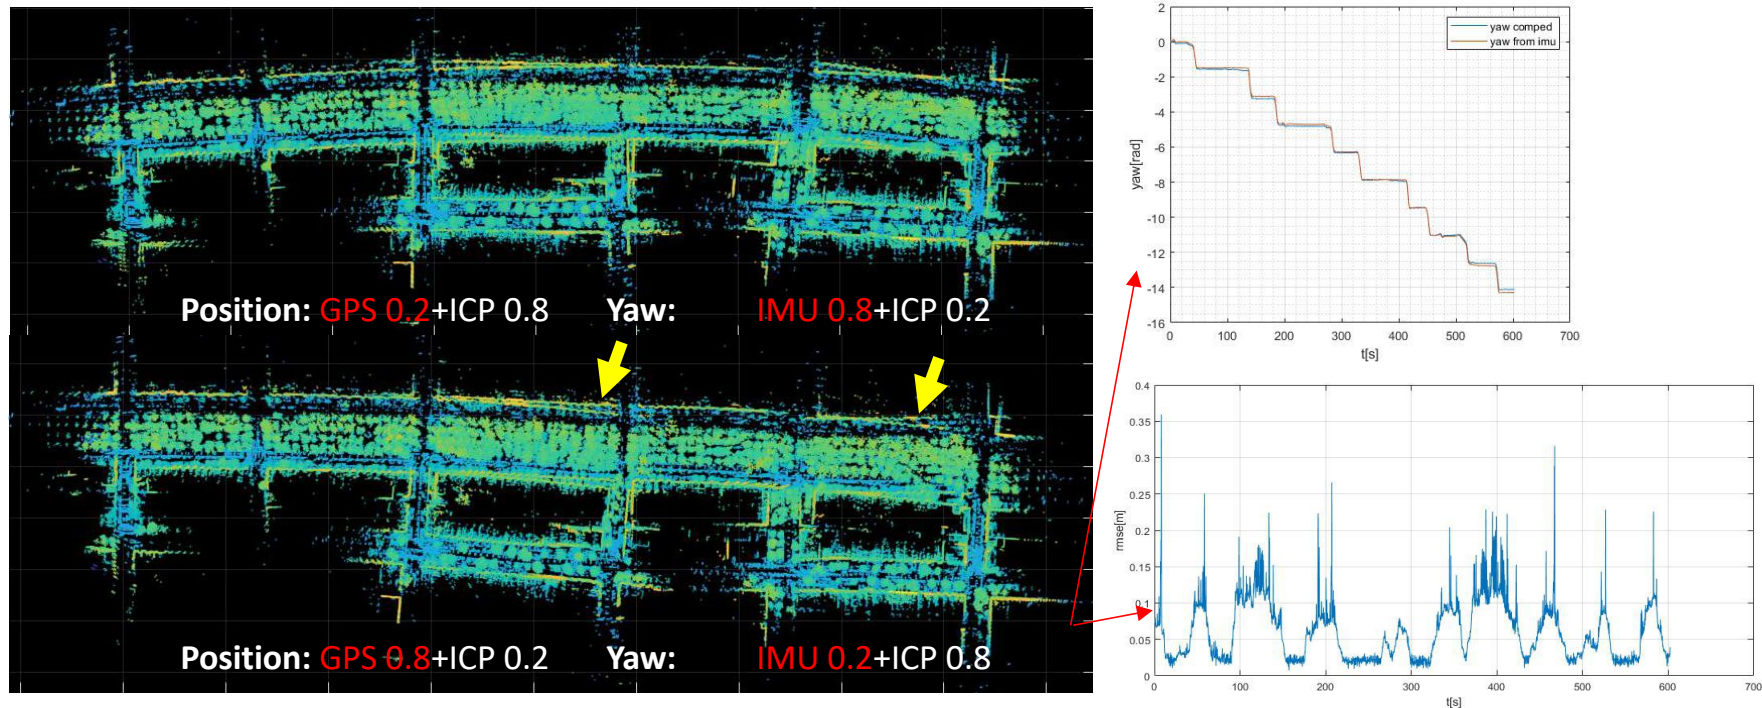 Position: GPS 0.2+ICP 0.8 Yaw: IMU 0.8+ICP 0.2
Position: GPS 0.8+ICP 0.2 Yaw: IMU 0.2+ICP 0.8
2
0
-2
-4
-6
-8
-10
-12
-14
-16
yaw[rad]
yaw comped
yaw from imu
0 100 200 300 400 500 600 700
t[s]
0.4
0.35
0.3
0.25
0.2
0.15
0.1
0.05
0
rmse[m]
0 100 200 300 400 500 600 700
t[s]